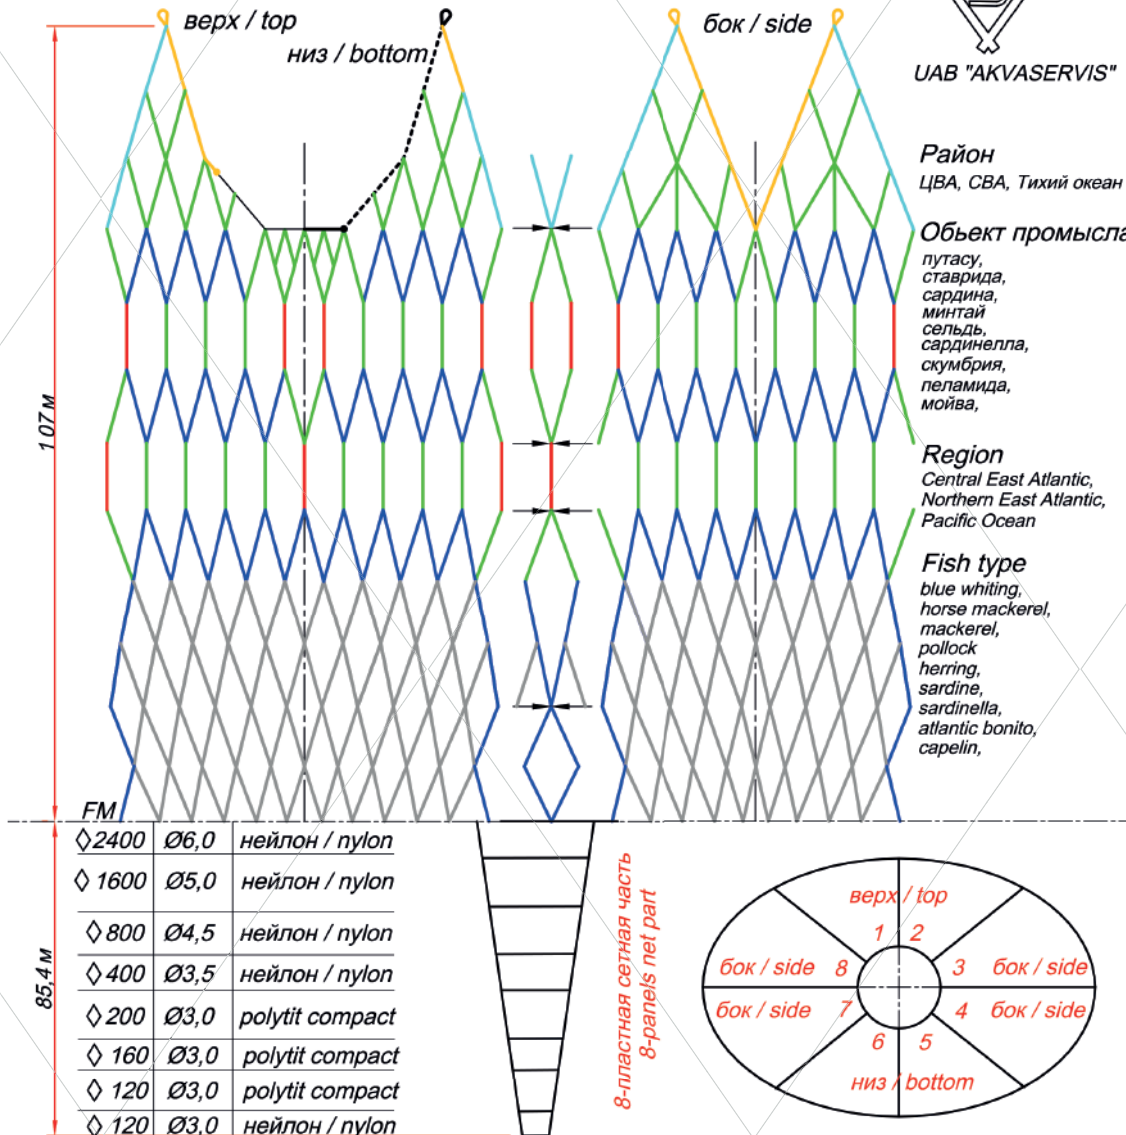 верх / top
низ / bottom
бок / side
UAB "AKVASERVIS"
Район
ЦВА, СВА, Тихий океан
Обьект промысла
путасу,
ставрида,
сардина,
минтай
сельдь,
сардинелла,
скумбрия,
пеламида,
мойва,
107 м
Region
Central East Atlantic,
Northern East Atlantic,
Pacific Ocean
Fish type
blue whiting,
horse mackerel,
mackerel,
pollock
herring,
sardine,
sardinella,
atlantic bonito,
capelin,
FM
◊2400 Ø6,0 нейлон / nylon
◊1600 Ø5,0 нейлон / nylon
◊800 Ø4,5 нейлон / nylon
◊400 Ø3,5 нейлон / nylon
◊200 Ø3,0 polytit compact
◊160 Ø3,0 polytit compact
◊120 Ø3,0 polytit compact
◊120 Ø3,0 нейлон / nylon
85,4м
8-пластная сетная часть
8-panels net part
верх / top
1 2
бок / side 8 3 бок / side
бок / side 7 4 бок / side
6 5
низ / bottom